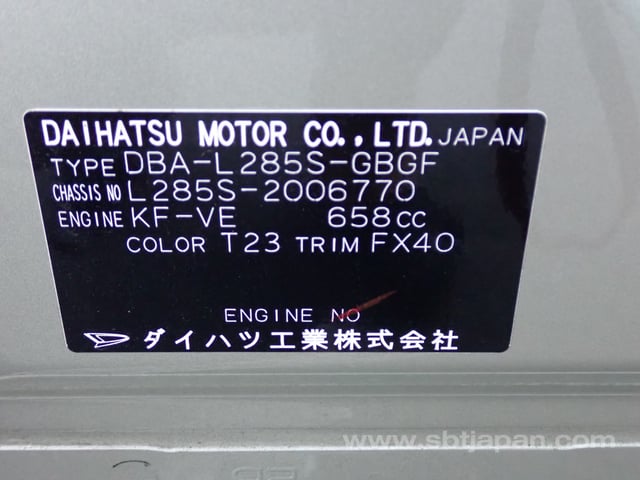 DAIHATSU MOTOR CO., LTD. JAPAN
TYPE DBA-L285S-GBGF
CHASSIS NO L285S-2006770
ENGINE KF-VE 658cc
COLOR T23 TRIM FX40
ENGINE NO
ダイハツ工業株式会社
www.sbtjapan.com